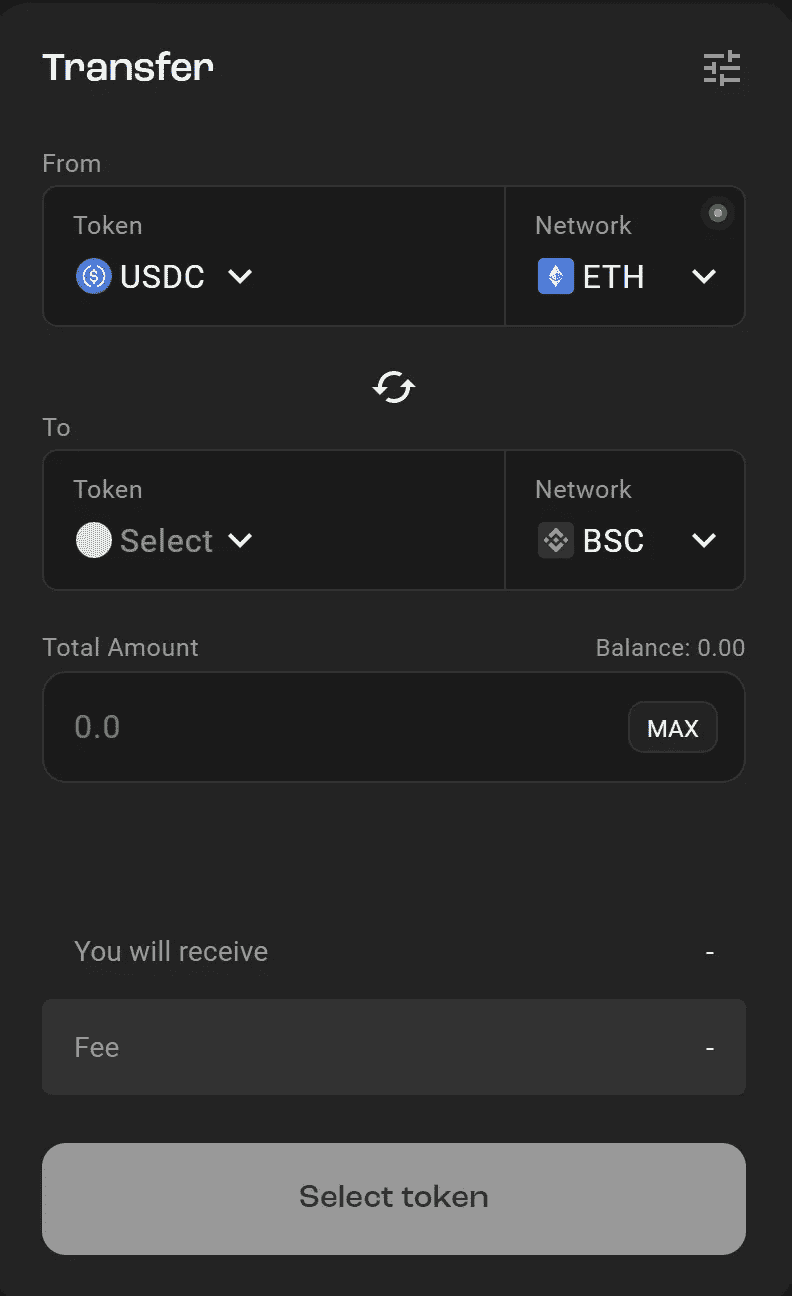 Transfer
From
Token Network
USDC ETH
To
Token Network
Select BSC
Total Amount Balance: 0.00
0.0 MAX
You will receive -
Fee -
Select token